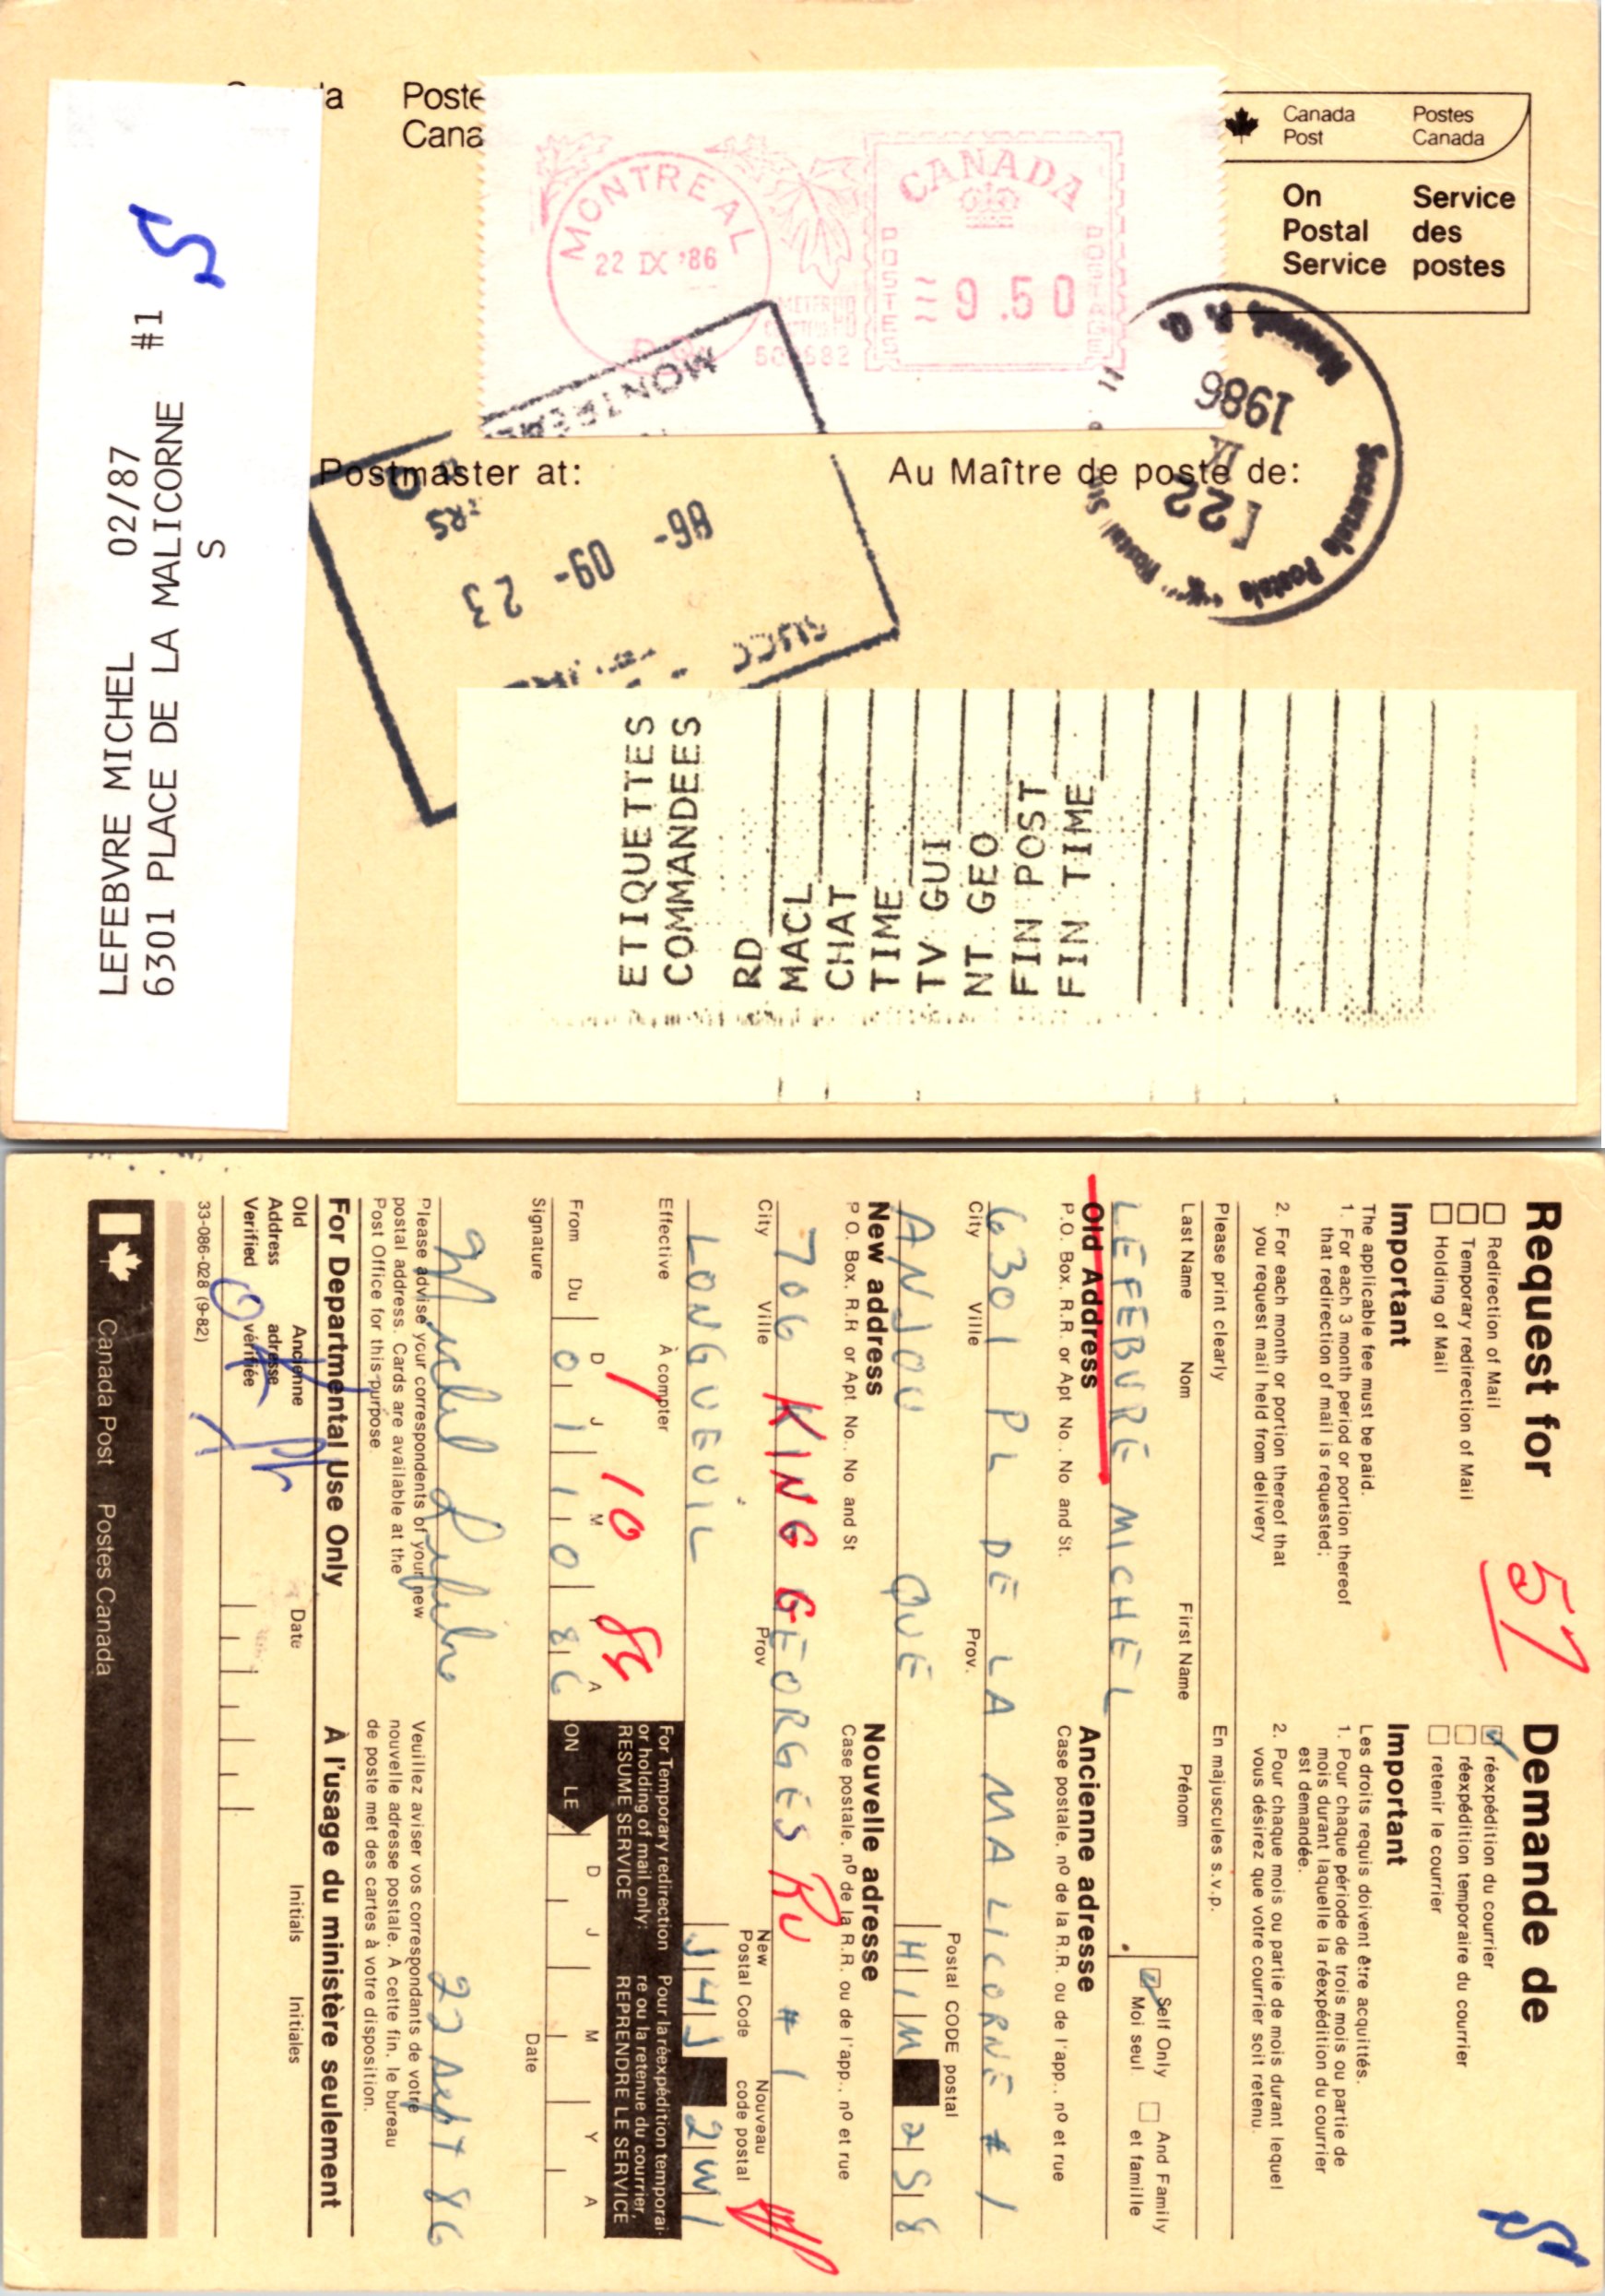 Canada Poste
Cana
Canada Post
Postes Canada
On Postal Service
Service des postes
MONTREAL
22 IX '86
P.Q.
CANADA
POSTES
POSTAGE
9.50
METER
Postmaster at:
Au Maître de poste de:
MONTREAL
86- 09- 23
SUCC
Succursale Postale
22 IX 1986
Montreal P. Q.
LEFEBVRE MICHEL 02/87 #1
6301 PLACE DE LA MALICORNE
S
S
ETIQUETTES
COMMANDEES
RD
MACL
CHAT
TIME
TV GUI
NT GEO
FIN POST
FIN TIME
Request for
57
Redirection of Mail
Temporary redirection of Mail
Holding of Mail
Important
The applicable fee must be paid.
1. For each 3 month period or portion thereof
that redirection of mail is requested;
2. For each month or portion thereof that
you request mail held from delivery
Demande de
réexpédition du courrier
réexpédition temporaire du courrier
retenir le courrier
Important
Les droits requis doivent être acquittés.
1. Pour chaque période de trois mois ou partie de
mois durant laquelle la réexpédition du courrier
est demandée.
2. Pour chaque mois ou partie de mois durant lequel
vous désirez que votre courrier soit retenu.
S
Please print clearly
En majuscules s.v.p.
Last Name Nom First Name Prénom
Self Only And Family
Moi seul et famille
LEFEBVRE MICHEL
Old Address
Ancienne adresse
P.O. Box. R.R. or Apt No.. No and St.
Case postale. nº de la R.R. ou de l'app., nº et rue
6301 PL DE LA MALICORNE #1
City Ville Prov. Postal CODE postal
ANJOU QUE H1M 2S8
New address
Nouvelle adresse
P.O. Box. R.R or Apt. No.. No and St
Case postale. nº de la R.R. ou de l'app., nº et rue
706 KING GEORGES RU #1
City Ville Prov New Postal Code Nouveau code postal
LONGUEUIL J4J 2W1
Effective À compter
For Temporary redirection
or holding of mail only:
RESUME SERVICE
Pour la réexpédition temporai-
re ou la retenue du courrier,
REPRENDRE LE SERVICE
1 10 86
D J M Y A
From Du 01 10 86
ON LE D J M Y A
Signature Date
Michel Lefebvre 22 sept 86
Please advise your correspondents of your new
postal address. Cards are available at the
Post Office for this purpose.
Veuillez aviser vos correspondants de votre
nouvelle adresse postale. À cette fin. le bureau
de poste met des cartes à votre disposition.
For Departmental Use Only
À l'usage du ministère seulement
Old Address Verified
Ancienne adresse vérifiée
Date Initials Initiales
OK
33-086-028 (9-82)
Canada Post Postes Canada